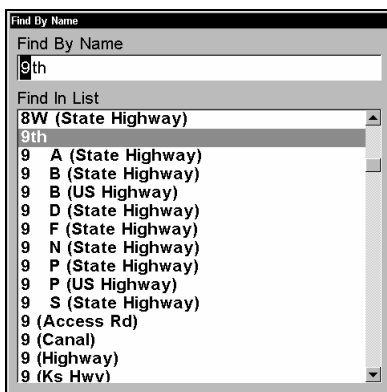 Find By Name
Find By Name
9th
Find In List
8W (State Highway)
9th
9 A (State Highway)
9 B (State Highway)
9 B (US Highway)
9 D (State Highway)
9 F (State Highway)
9 N (State Highway)
9 P (State Highway)
9 P (US Highway)
9 S (State Highway)
9 (Access Rd)
9 (Canal)
9 (Highway)
9 (Ks Hwy)